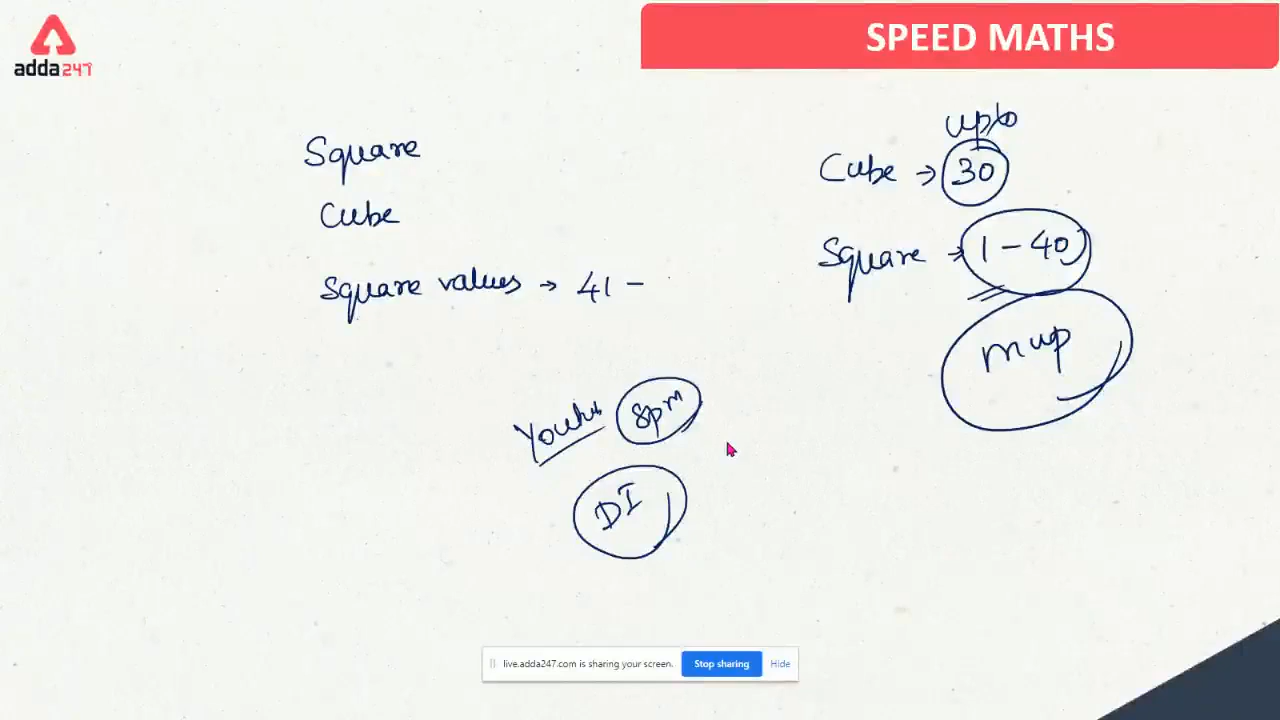 adda247
SPEED MATHS
Square
Cube
Square values → 41 –
upto
Cube → 30
Square → 1 – 40
mup
8pm
DI
live.adda247.com is sharing your screen. Stop sharing Hide